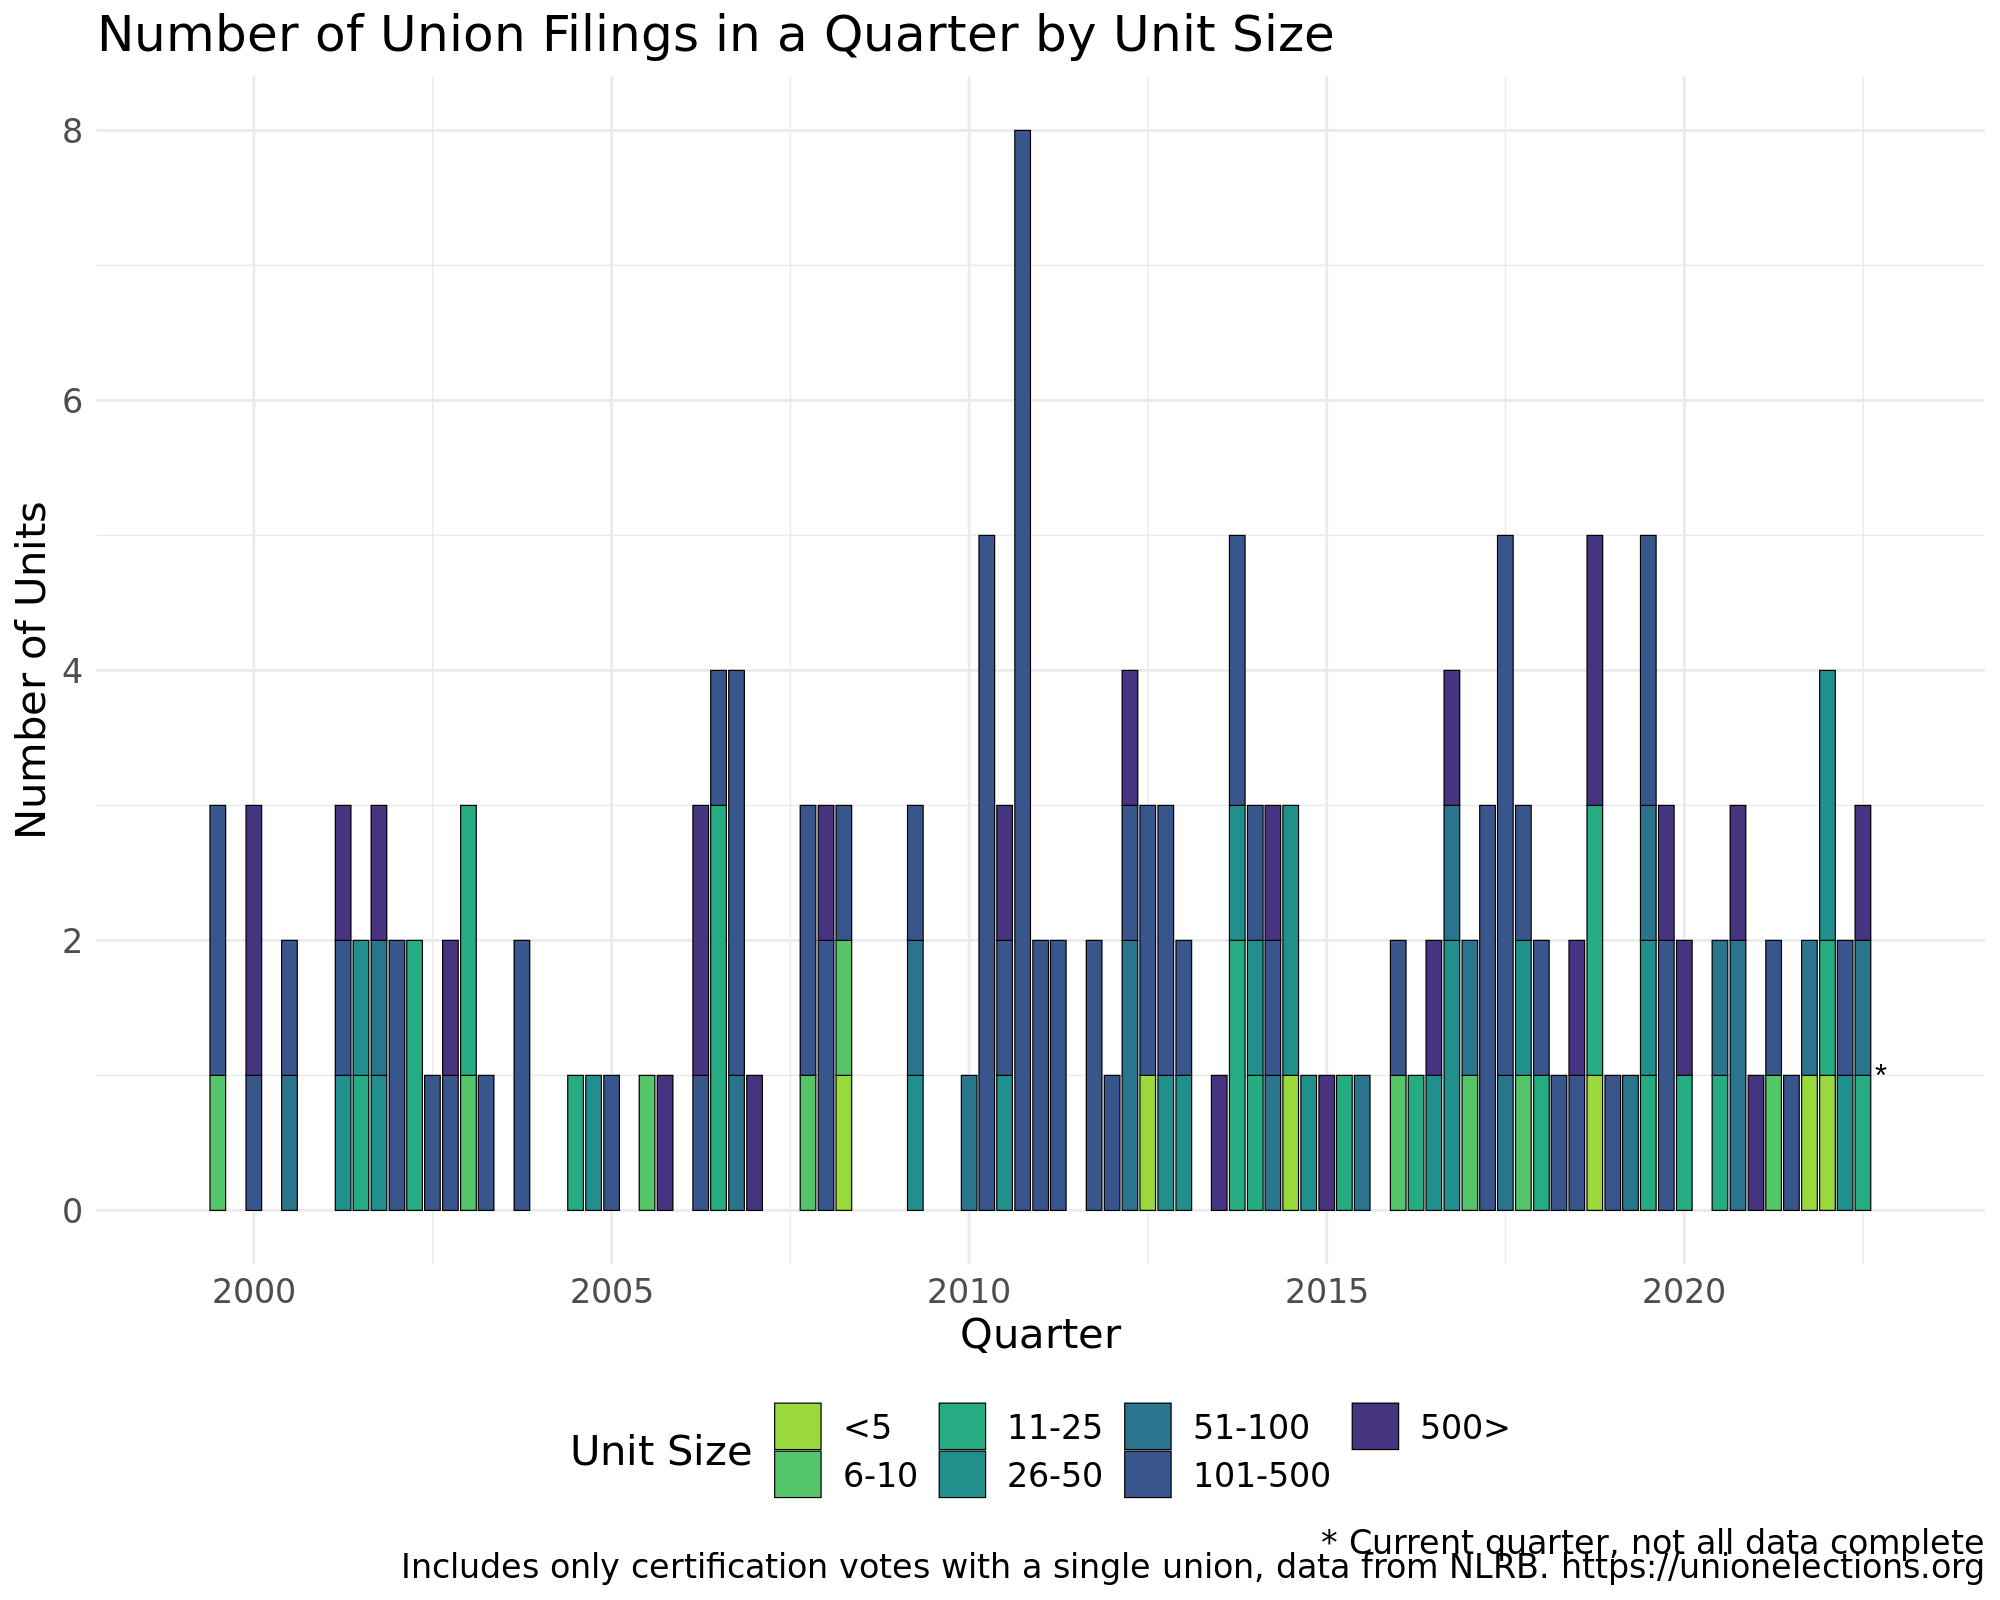 Number of Union Filings in a Quarter by Unit Size
Number of Units
8
6
4
2
0
*
2000 2005 2010 2015 2020
Quarter
Unit Size
<5 11-25 51-100 500>
6-10 26-50 101-500
* Current quarter, not all data complete
Includes only certification votes with a single union, data from NLRB. https://unionelections.org